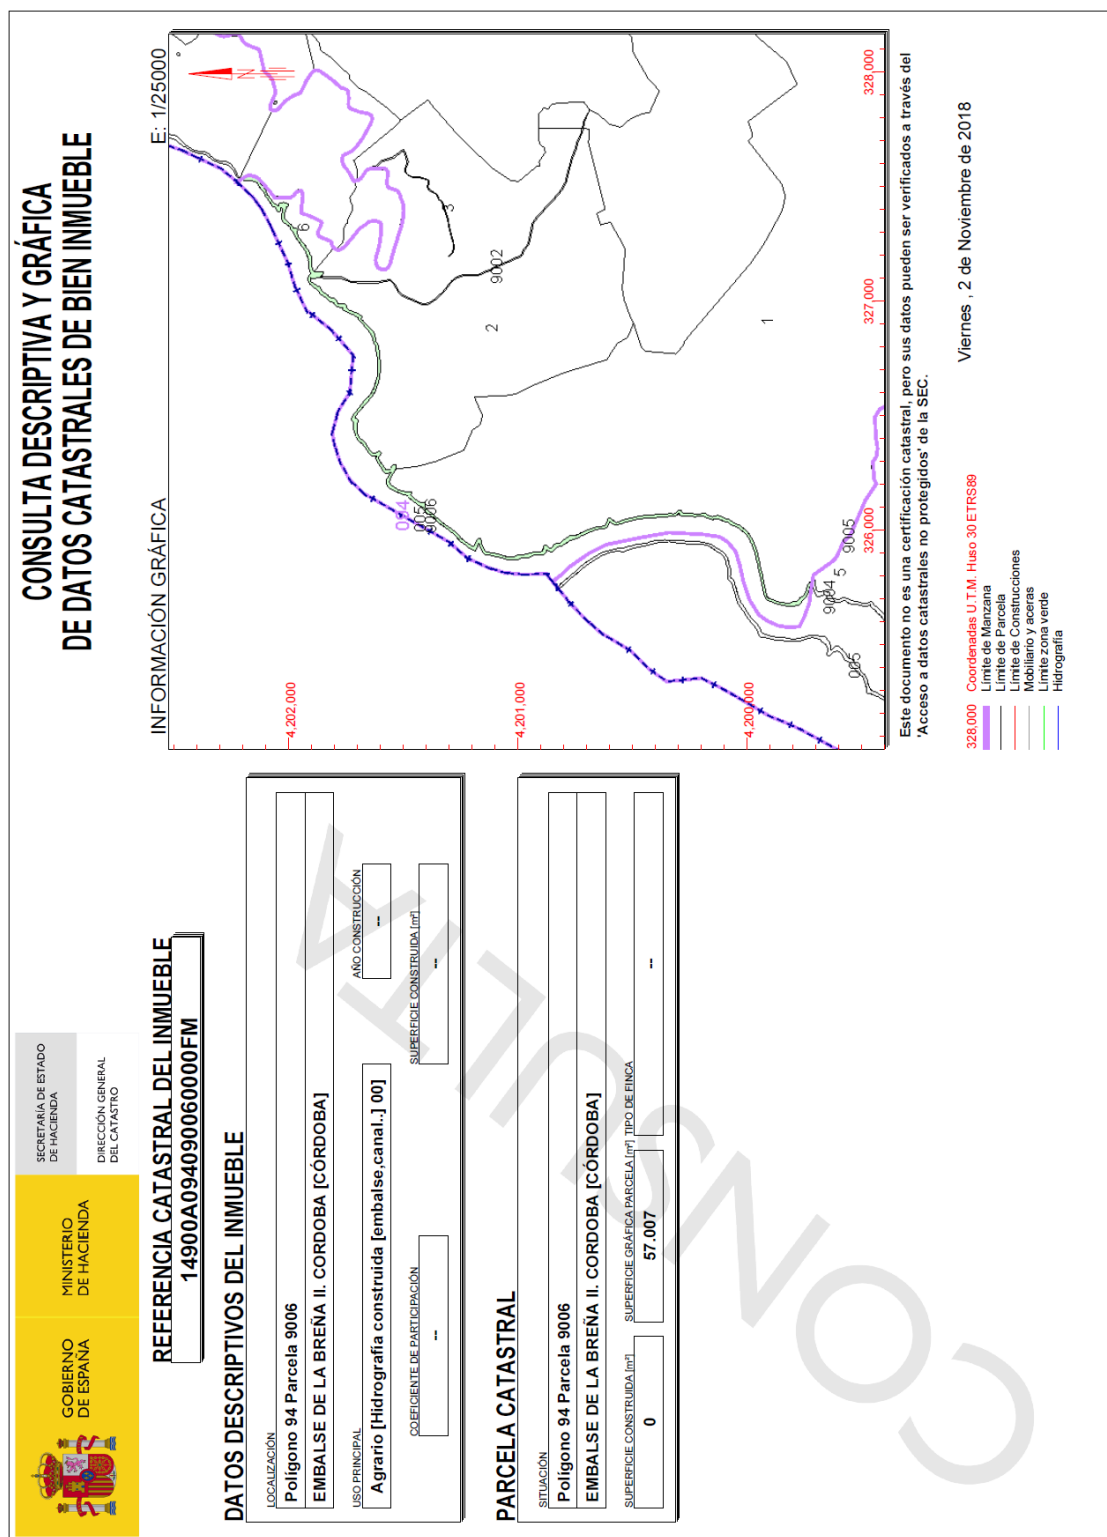 GOBIERNO
DE ESPAÑA
MINISTERIO
DE HACIENDA
SECRETARÍA DE ESTADO
DE HACIENDA
DIRECCIÓN GENERAL
DEL CATASTRO
CONSULTA DESCRIPTIVA Y GRÁFICA
DE DATOS CATASTRALES DE BIEN INMUEBLE
REFERENCIA CATASTRAL DEL INMUEBLE
14900A094090060000FM
DATOS DESCRIPTIVOS DEL INMUEBLE
LOCALIZACIÓN
Polígono 94 Parcela 9006
EMBALSE DE LA BREÑA II. CORDOBA [CÓRDOBA]
USO PRINCIPAL
Agrario [Hidrografía construida [embalse,canal..] 00]
AÑO CONSTRUCCIÓN
--
COEFICIENTE DE PARTICIPACIÓN
--
SUPERFICIE CONSTRUIDA [m²]
--
PARCELA CATASTRAL
SITUACIÓN
Polígono 94 Parcela 9006
EMBALSE DE LA BREÑA II. CORDOBA [CÓRDOBA]
SUPERFICIE CONSTRUIDA [m²]
0
SUPERFICIE GRÁFICA PARCELA [m²]
57.007
TIPO DE FINCA
--
CONSULTA
INFORMACIÓN GRÁFICA
E: 1/25000
N
4,202,000
4,201,000
4,200,000
326,000
327,000
328,000
6
3
9002
2
1
004
005
9006
9005
5
9004
005
Este documento no es una certificación catastral, pero sus datos pueden ser verificados a través del
'Acceso a datos catastrales no protegidos' de la SEC.
328,000 Coordenadas U.T.M. Huso 30 ETRS89
Límite de Manzana
Límite de Parcela
Límite de Construcciones
Mobiliario y aceras
Límite zona verde
Hidrografía
Viernes , 2 de Noviembre de 2018